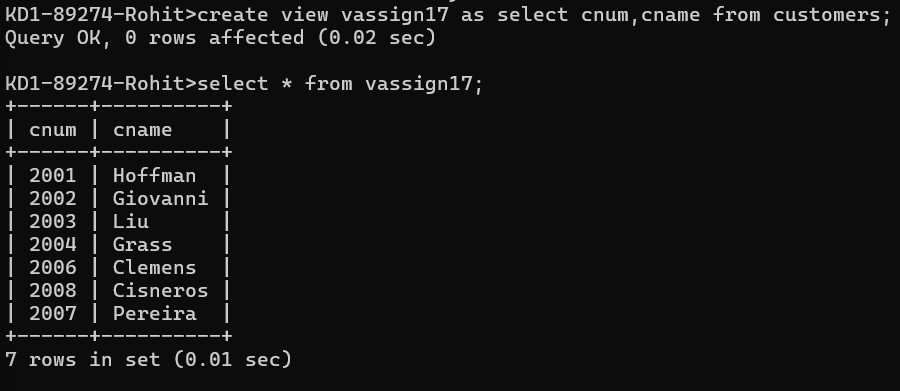 KD1-89274-Rohit>create view vassign17 as select cnum,cname from customers;
Query OK, 0 rows affected (0.02 sec)
KD1-89274-Rohit>select * from vassign17;
+------+----------+
| cnum | cname    |
+------+----------+
| 2001 | Hoffman  |
| 2002 | Giovanni |
| 2003 | Liu      |
| 2004 | Grass    |
| 2006 | Clemens  |
| 2008 | Cisneros |
| 2007 | Pereira  |
+------+----------+
7 rows in set (0.01 sec)